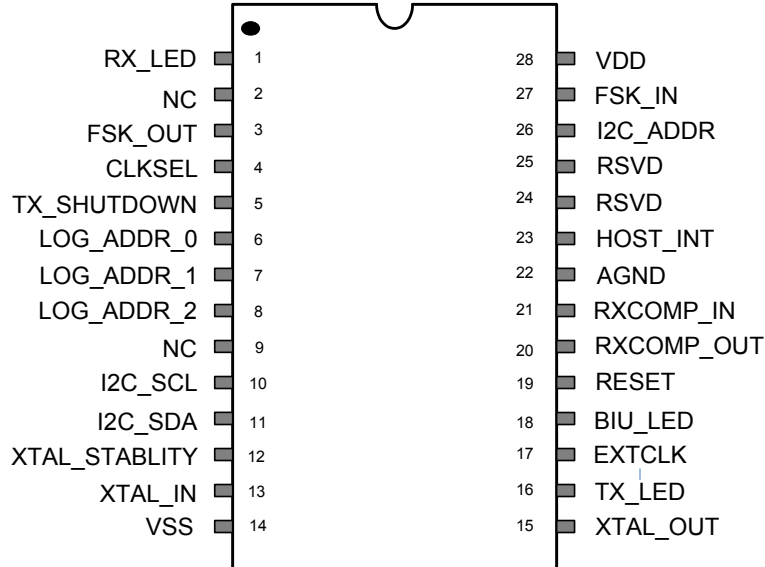 RX_LED 1 28 VDD
NC 2 27 FSK_IN
FSK_OUT 3 26 I2C_ADDR
CLKSEL 4 25 RSVD
TX_SHUTDOWN 5 24 RSVD
LOG_ADDR_0 6 23 HOST_INT
LOG_ADDR_1 7 22 AGND
LOG_ADDR_2 8 21 RXCOMP_IN
NC 9 20 RXCOMP_OUT
I2C_SCL 10 19 RESET
I2C_SDA 11 18 BIU_LED
XTAL_STABLITY 12 17 EXTCLK
XTAL_IN 13 16 TX_LED
VSS 14 15 XTAL_OUT